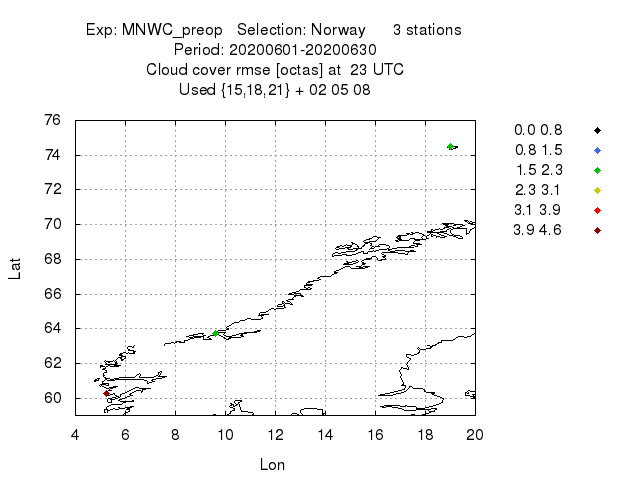 Exp: MNWC_preop   Selection: Norway      3 stations
Period: 20200601-20200630
Cloud cover rmse [octas] at  23 UTC
Used {15,18,21} + 02 05 08
76
74
72
70
68
66
64
62
60
4 6 8 10 12 14 16 18 20
Lat
Lon
0.0 0.8
0.8 1.5
1.5 2.3
2.3 3.1
3.1 3.9
3.9 4.6